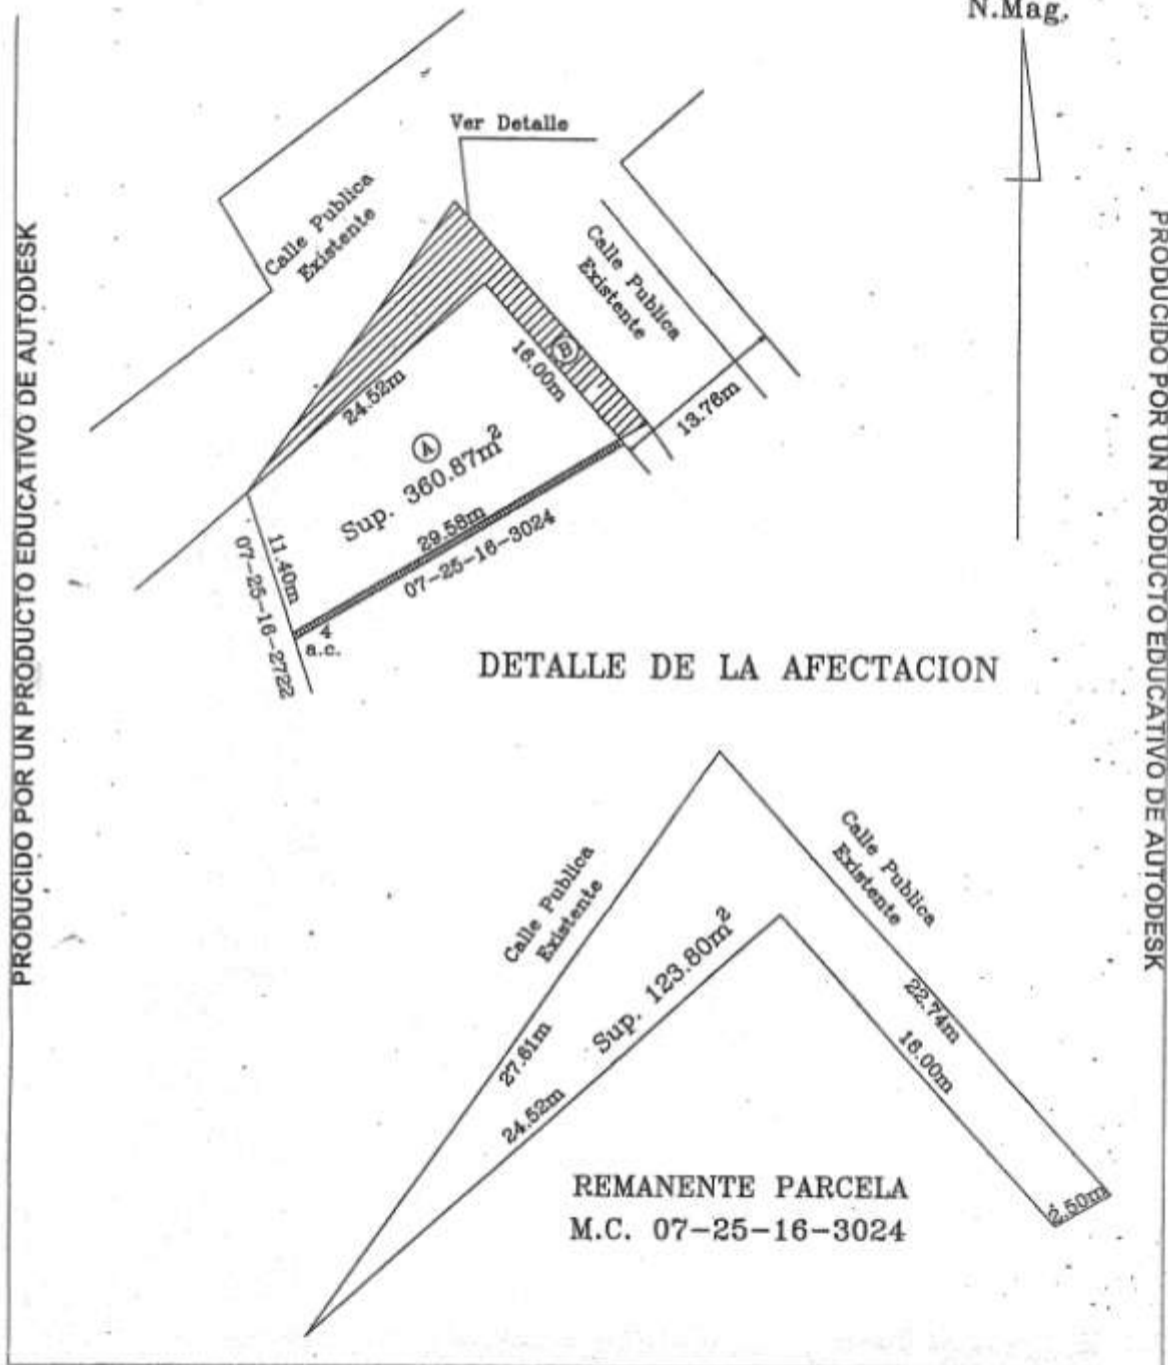 N.Mag.
PRODUCIDO POR UN PRODUCTO EDUCATIVO DE AUTODESK
PRODUCIDO POR UN PRODUCTO EDUCATIVO DE AUTODESK
Ver Detalle
Calle Publica
Existente
Calle Publica
Existente
B
16.00m
24.52m
13.76m
A
Sup. 360.87m²
29.58m
07-25-16-3024
11.40m
07-25-16-2722
4
a.c.
DETALLE DE LA AFECTACION
Calle Publica
Existente
Calle Publica
Existente
Sup. 123.80m²
22.74m
16.00m
27.61m
24.52m
2.50m
REMANENTE PARCELA
M.C. 07-25-16-3024